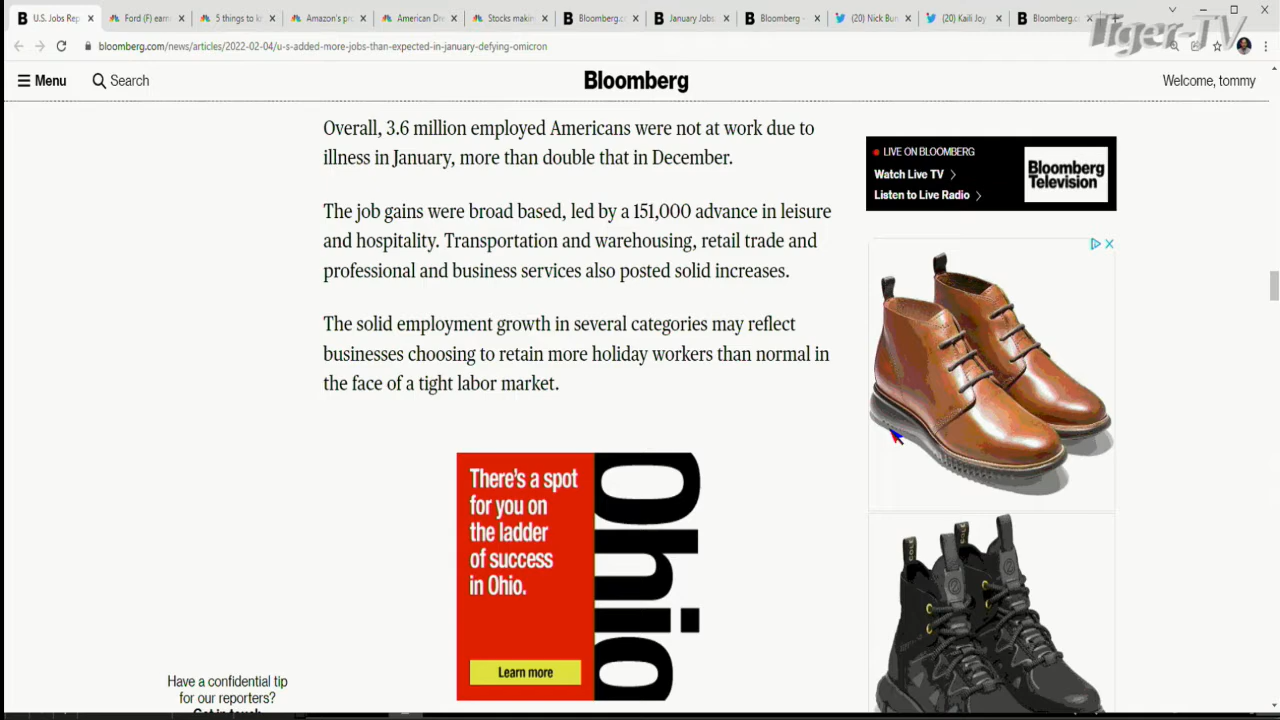 U.S. Jobs Rep
Ford (F) earn
5 things to k
Amazon's p
American Dr
Stocks makin
Bloomberg.c
January Jobs
Bloomberg -
(20) Nick Bu
(20) Kaili Joy
Bloomberg.c
Tiger-TV
bloomberg.com/news/articles/2022-02-04/u-s-added-more-jobs-than-expected-in-january-defying-omicron
Menu
Search
Bloomberg
Welcome, tommy
Overall, 3.6 million employed Americans were not at work due to
illness in January, more than double that in December.
The job gains were broad based, led by a 151,000 advance in leisure
and hospitality. Transportation and warehousing, retail trade and
professional and business services also posted solid increases.
The solid employment growth in several categories may reflect
businesses choosing to retain more holiday workers than normal in
the face of a tight labor market.
LIVE ON BLOOMBERG
Watch Live TV
Listen to Live Radio
Bloomberg
Television
There's a spot
for you on
the ladder
of success
in Ohio.
Learn more
Ohio
COLE
Have a confidential tip
for our reporters?
Get in touch